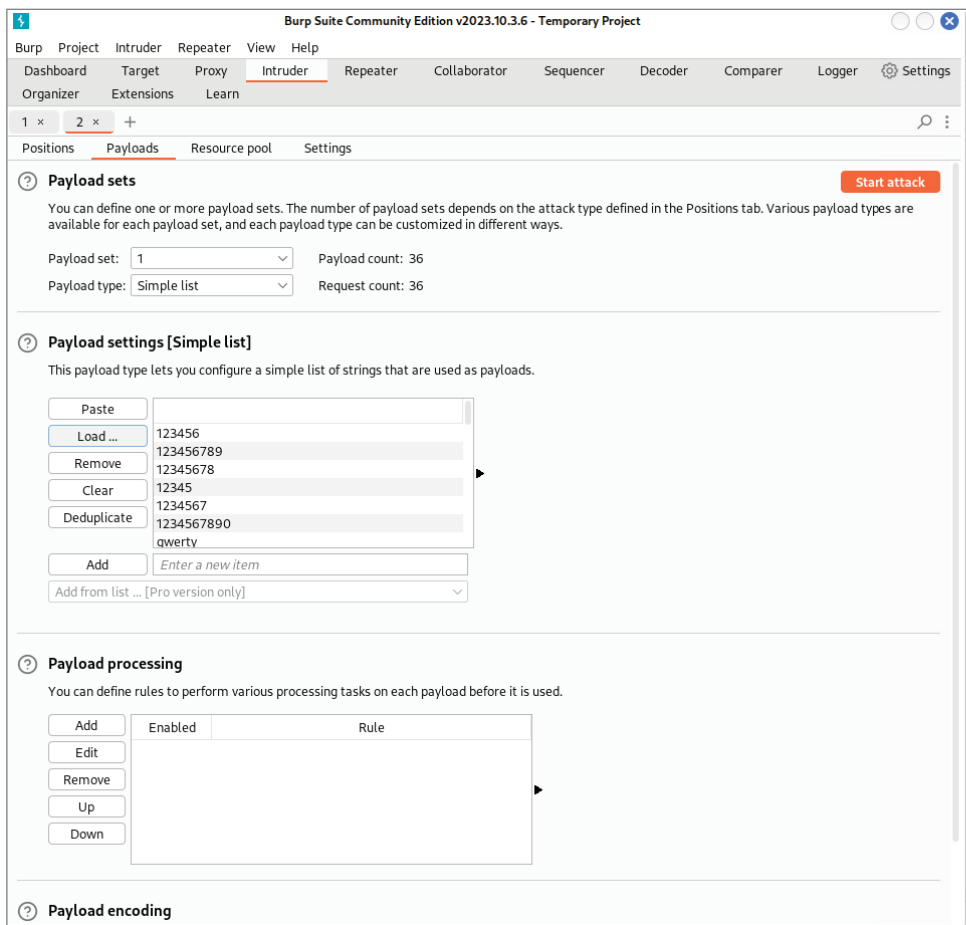 Burp Suite Community Edition v2023.10.3.6 - Temporary Project
Burp Project Intruder Repeater View Help
Dashboard Target Proxy Intruder Repeater Collaborator Sequencer Decoder Comparer Logger Settings
Organizer Extensions Learn
1 × 2 × +
Positions Payloads Resource pool Settings
? Payload sets
Start attack
You can define one or more payload sets. The number of payload sets depends on the attack type defined in the Positions tab. Various payload types are
available for each payload set, and each payload type can be customized in different ways.
Payload set: 1 Payload count: 36
Payload type: Simple list Request count: 36
? Payload settings [Simple list]
This payload type lets you configure a simple list of strings that are used as payloads.
Paste
Load ...
Remove
Clear
Deduplicate
123456
123456789
12345678
12345
1234567
1234567890
qwerty
Add Enter a new item
Add from list ... [Pro version only]
? Payload processing
You can define rules to perform various processing tasks on each payload before it is used.
Add
Edit
Remove
Up
Down
Enabled Rule
? Payload encoding